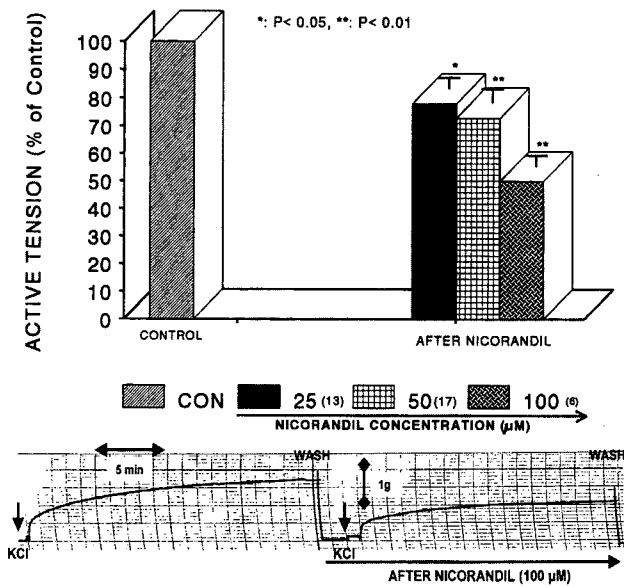 *: P< 0.05, **: P< 0.01
ACTIVE TENSION (% of Control)
100
90
80
70
60
50
40
30
20
10
0
*
**
**
CONTROL
AFTER NICORANDIL
CON 25 (13) 50(17) 100 (6)
NICORANDIL CONCENTRATION (µM)
5 min
WASH
1g
WASH
KCl
KCl
AFTER NICORANDIL (100 µM)